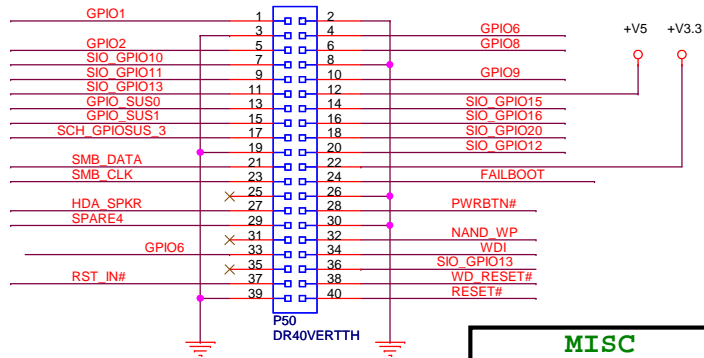 GPIO1 1 2
3 4 GPIO6
GPIO2 5 6 GPIO8
SIO_GPIO10 7 8
SIO_GPIO11 9 10 GPIO9
SIO_GPIO13 11 12
GPIO_SUS0 13 14 SIO_GPIO15
GPIO_SUS1 15 16 SIO_GPIO16
SCH_GPIOSUS_3 17 18 SIO_GPIO20
19 20 SIO_GPIO12
SMB_DATA 21 22
SMB_CLK 23 24 FAILBOOT
25 26
HDA_SPKR 27 28 PWRBTN#
SPARE4 29 30
31 32 NAND_WP
GPIO6 33 34 WDI
35 36 SIO_GPIO13
RST_IN# 37 38 WD_RESET#
39 40 RESET#
+V5 +V3.3
P50
DR40VERTTH
MISC